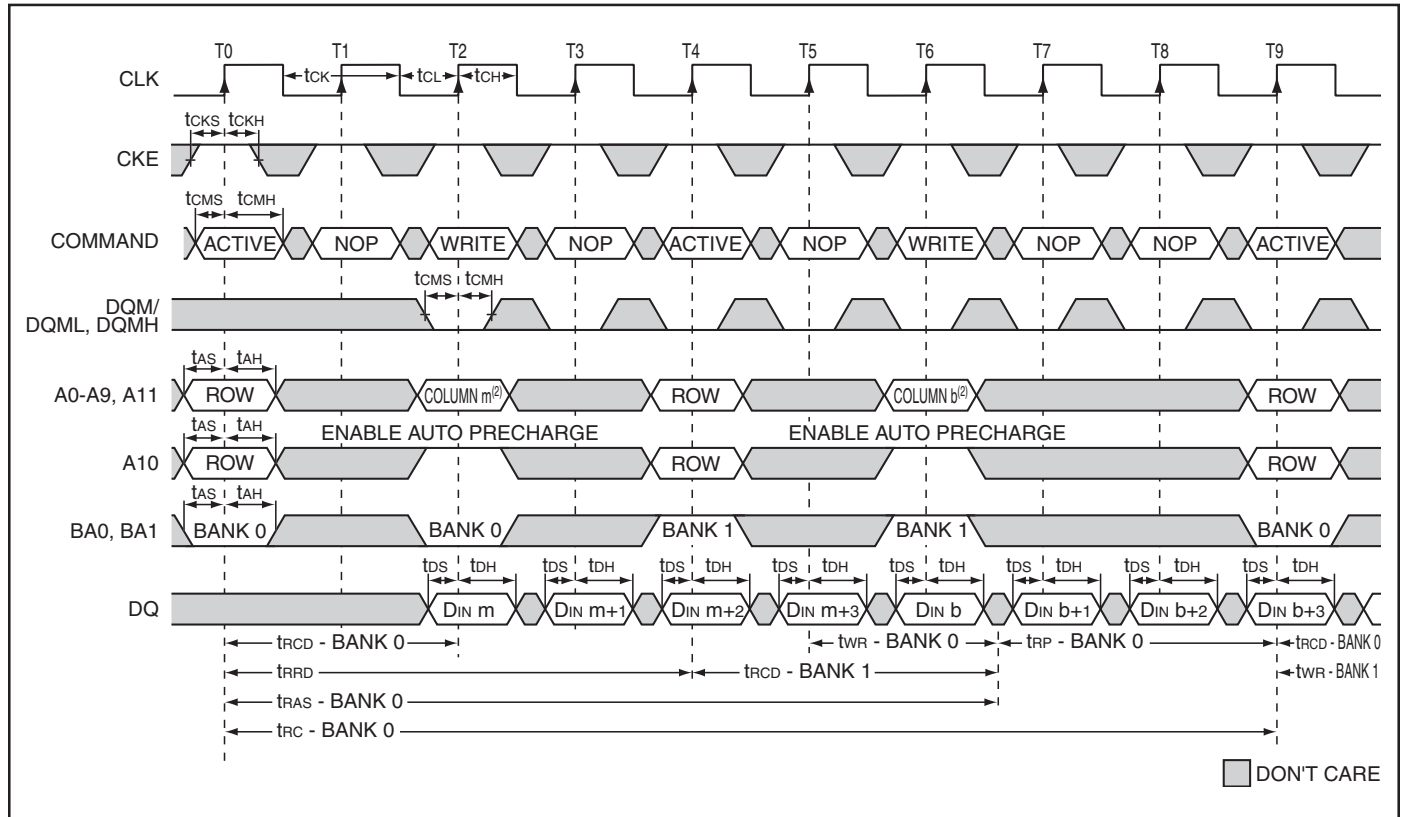 T0 T1 T2 T3 T4 T5 T6 T7 T8 T9
CLK tCK tCL tCH
tCKS tCKH
CKE
tCMS tCMH
COMMAND ACTIVE NOP WRITE NOP ACTIVE NOP WRITE NOP NOP ACTIVE
tCMS tCMH
DQM/
DQML, DQMH
tAS tAH
A0-A9, A11 ROW COLUMN m(2) ROW COLUMN b(2) ROW
tAS tAH ENABLE AUTO PRECHARGE ENABLE AUTO PRECHARGE
A10 ROW ROW ROW
tAS tAH
BA0, BA1 BANK 0 BANK 0 BANK 1 BANK 1 BANK 0
tDS tDH tDS tDH tDS tDH tDS tDH tDS tDH tDS tDH tDS tDH tDS tDH
DQ DIN m DIN m+1 DIN m+2 DIN m+3 DIN b DIN b+1 DIN b+2 DIN b+3
tRCD - BANK 0 tWR - BANK 0 tRP - BANK 0 tRCD - BANK 0
tRRD tRCD - BANK 1 tWR - BANK 1
tRAS - BANK 0
tRC - BANK 0
DON'T CARE